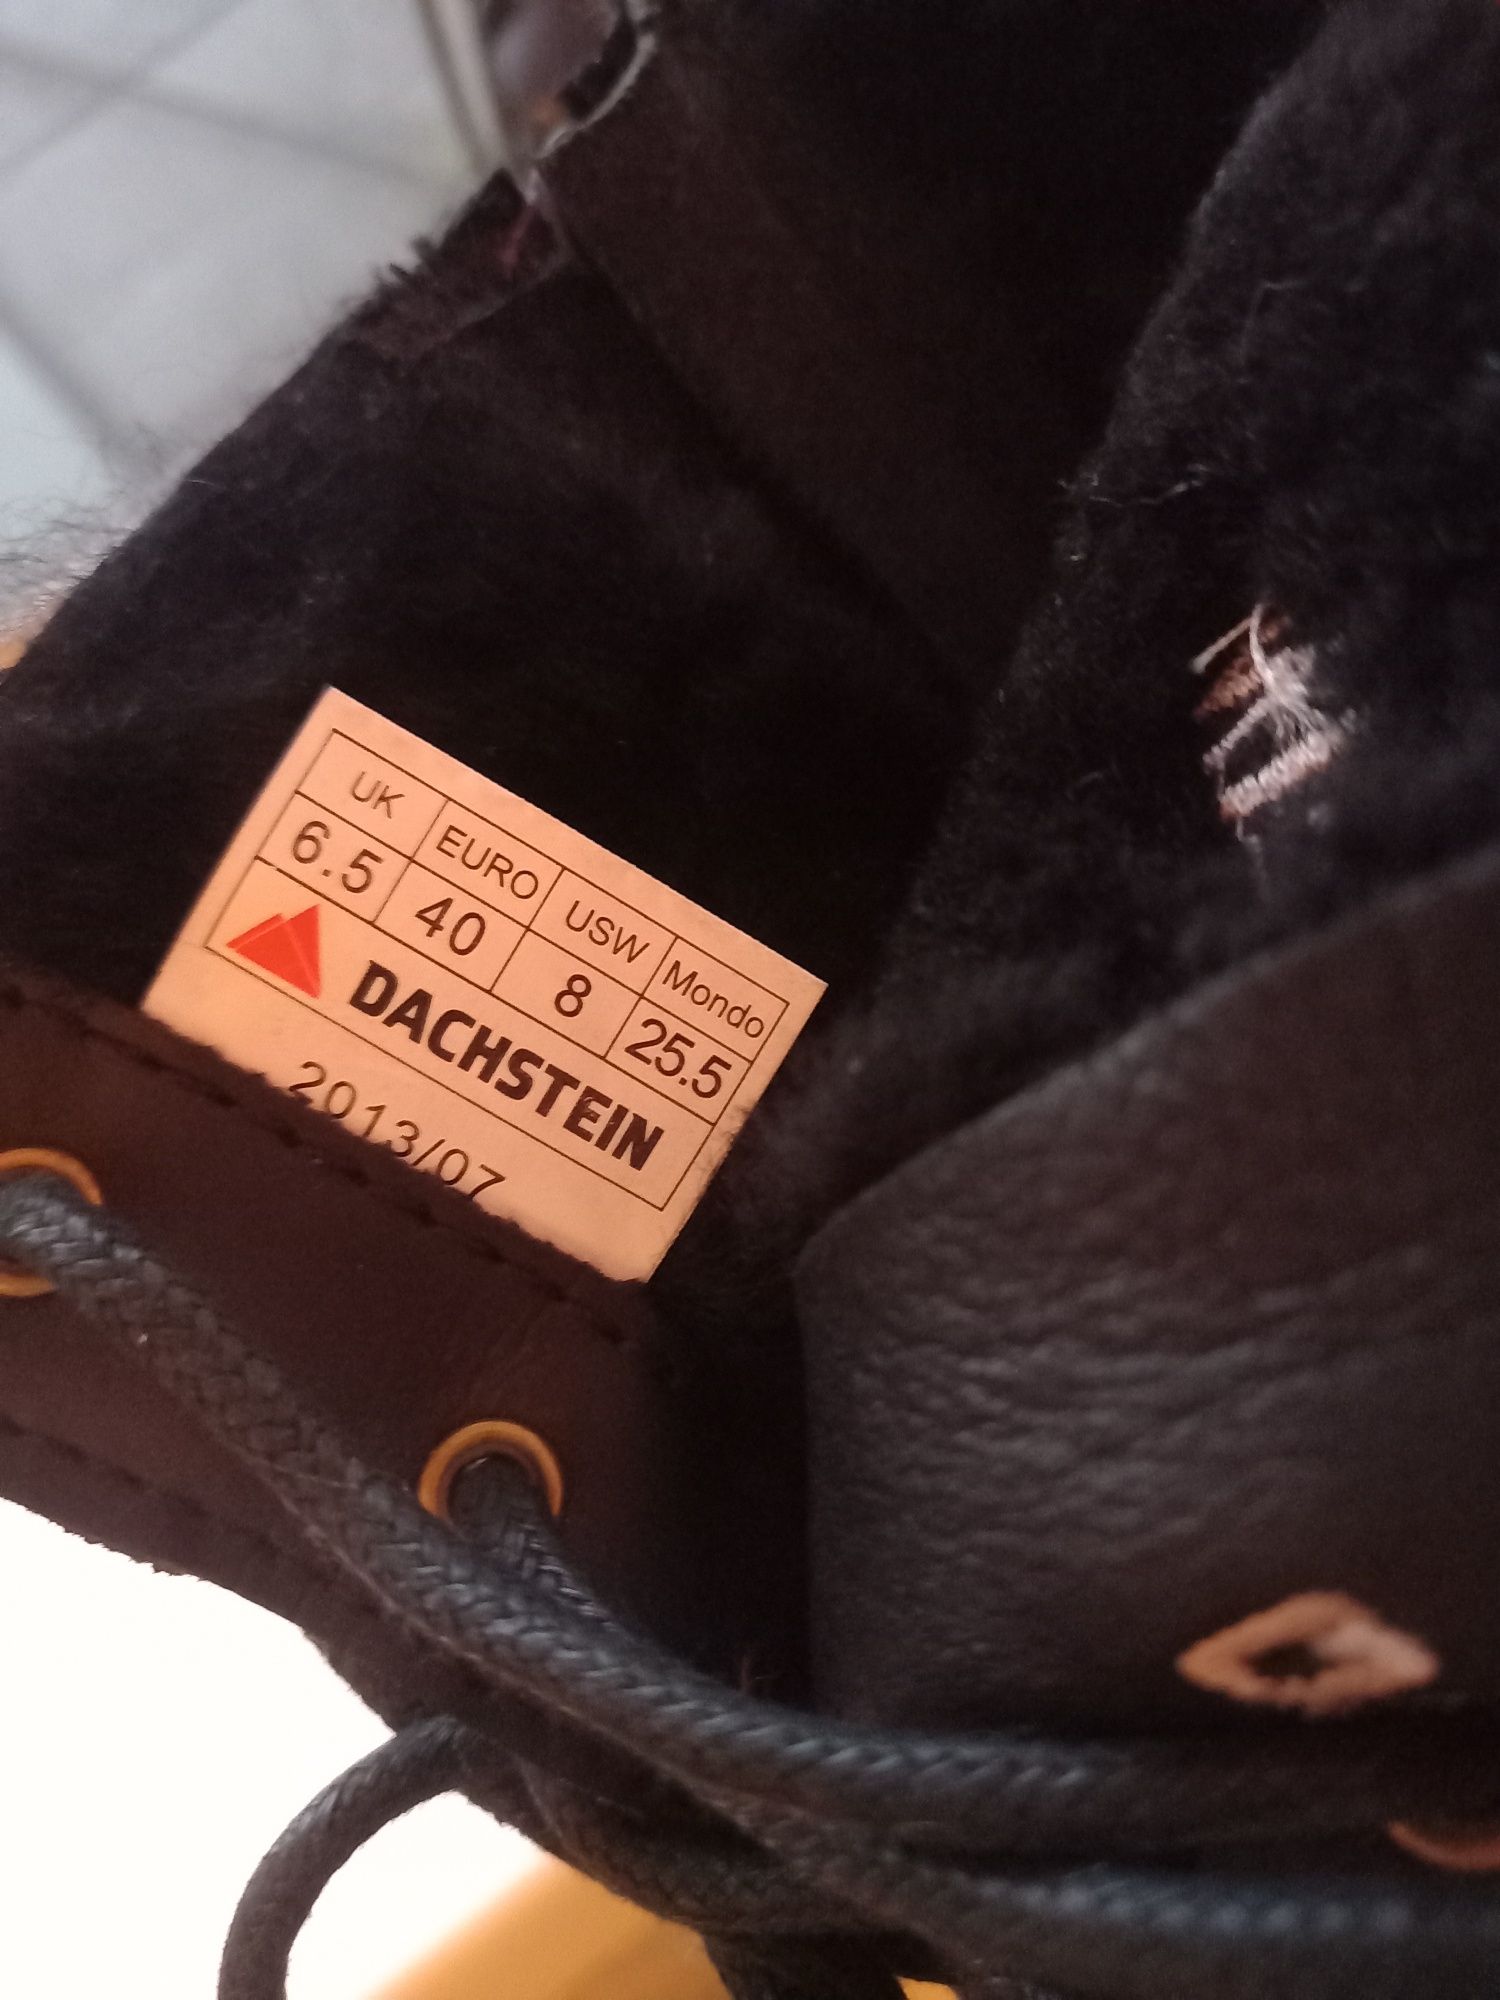 UK EURO USW Mondo
6.5 40 8 25.5
DACHSTEIN
2013/07